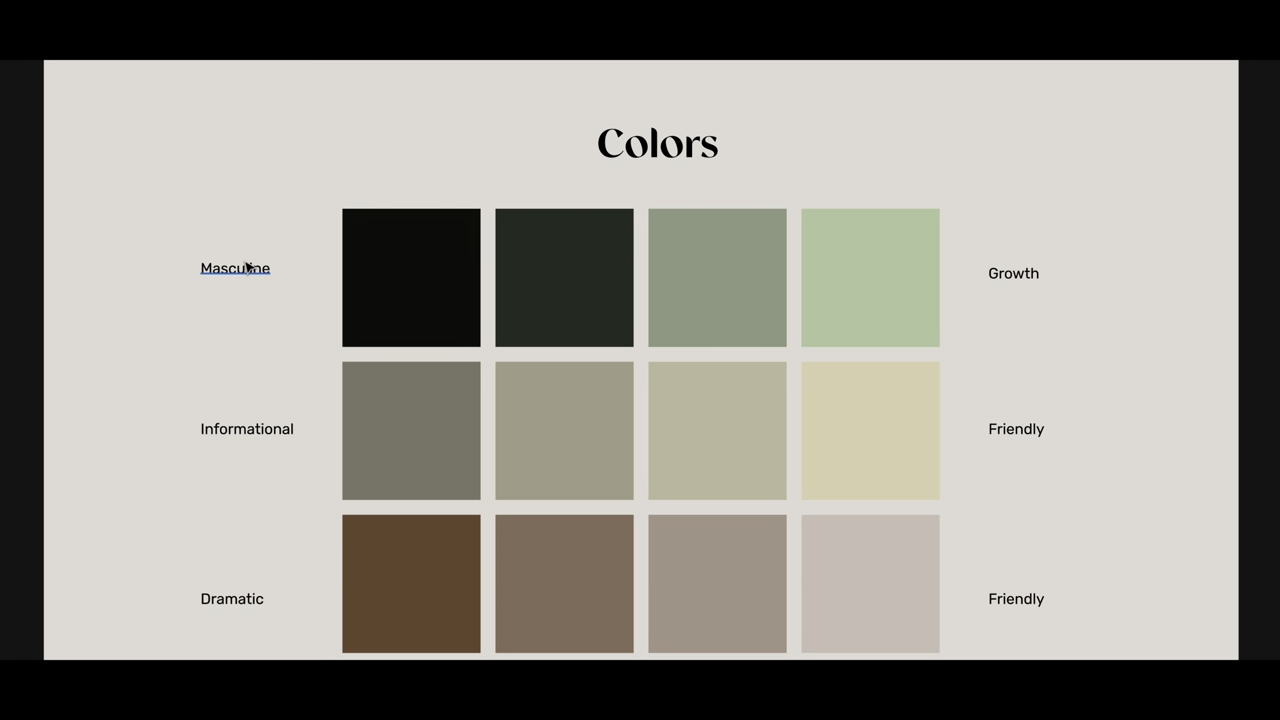 Colors
Masculine
Growth
Informational
Friendly
Dramatic
Friendly